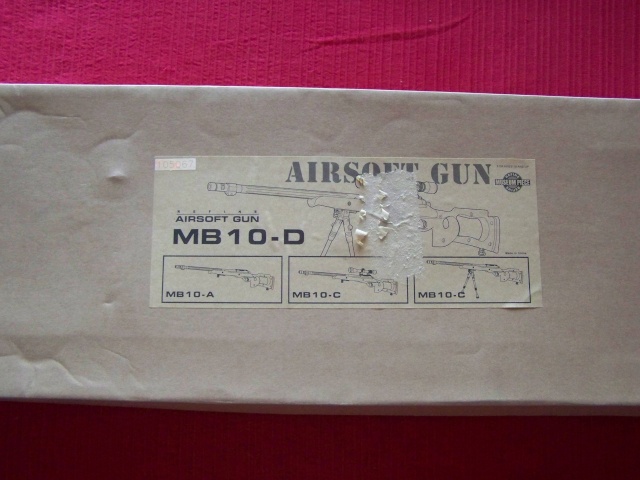 AIRSOFT GUN
AIRSOFT GUN
MB10-D
MB10-A
MB10-C
MB10-C